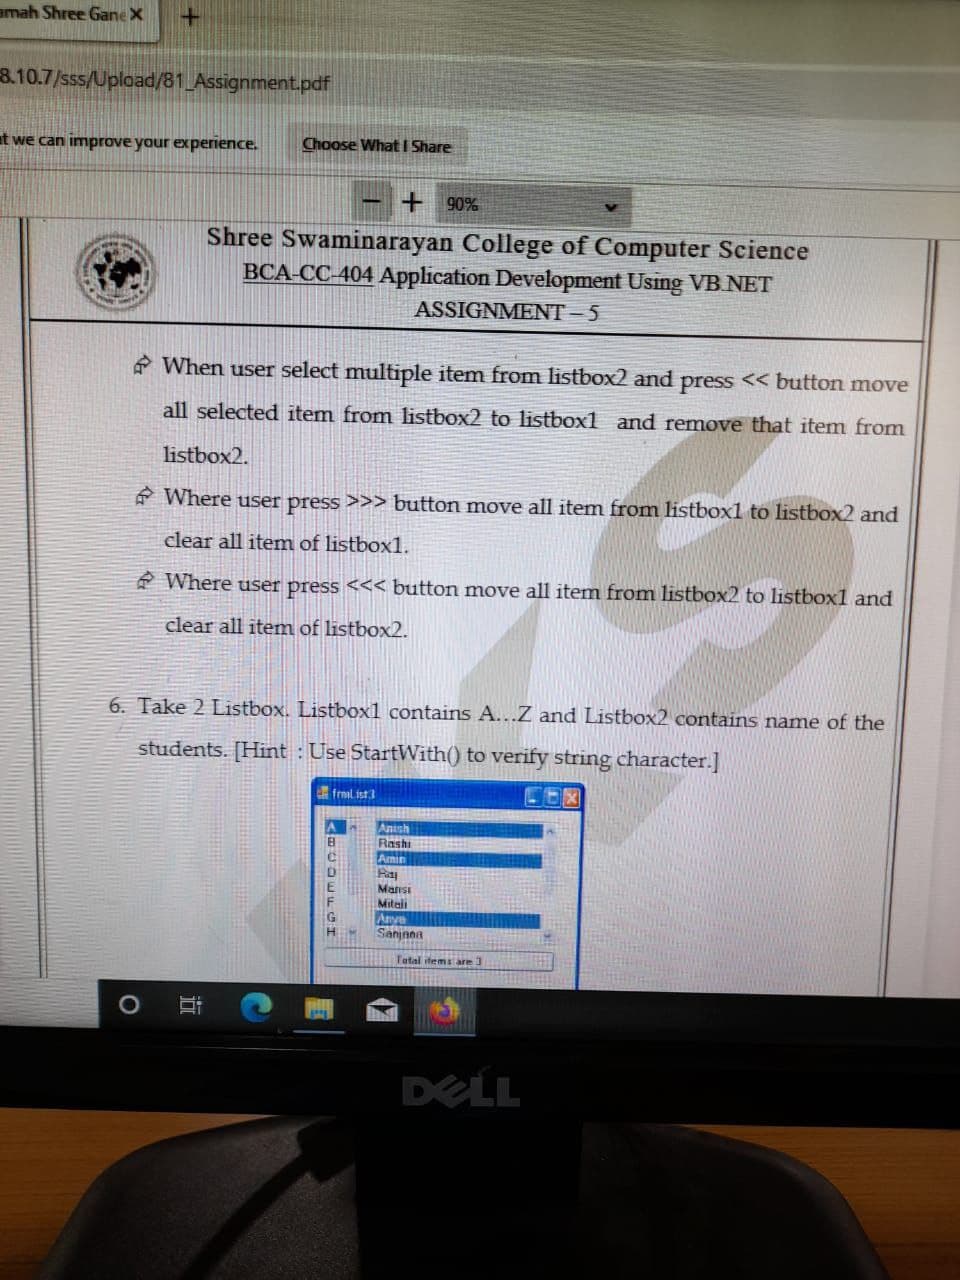 amah Shree Gane X +
8.10.7/sss/Upload/81_Assignment.pdf
t we can improve your experience.
Choose What I Share
− + 90%
Shree Swaminarayan College of Computer Science
BCA-CC-404 Application Development Using VB.NET
ASSIGNMENT – 5
When user select multiple item from listbox2 and press << button move
all selected item from listbox2 to listbox1 and remove that item from
listbox2.
Where user press >>> button move all item from listbox1 to listbox2 and
clear all item of listbox1.
Where user press <<< button move all item from listbox2 to listbox1 and
clear all item of listbox2.
6. Take 2 Listbox. Listbox1 contains A...Z and Listbox2 contains name of the
students. [Hint : Use StartWith() to verify string character.]
frmList3
A Anish
B Rashi
C Amin
D Raj
E Mansi
F Mitali
G Anya
H Sanjana
Total items are 3
DELL